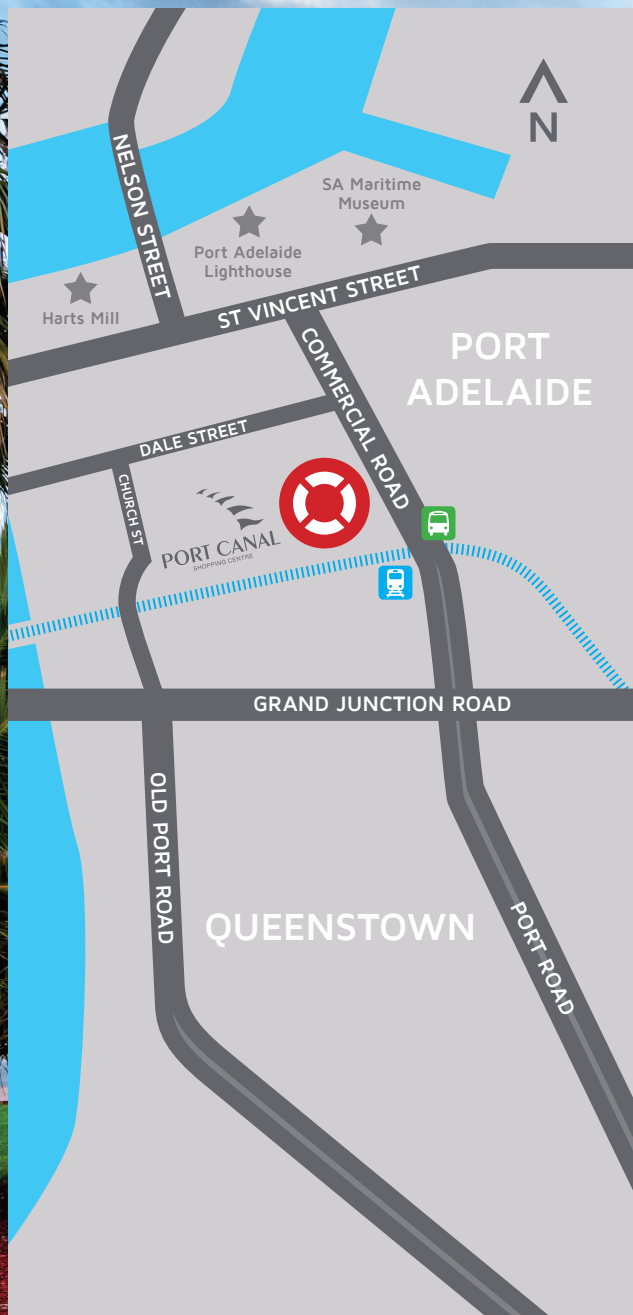 N
NELSON STREET
SA Maritime
Museum
Port Adelaide
Lighthouse
Harts Mill
ST VINCENT STREET
COMMERCIAL ROAD
PORT
ADELAIDE
DALE STREET
CHURCH ST
PORT CANAL
SHOPPING CENTRE
GRAND JUNCTION ROAD
OLD PORT ROAD
QUEENSTOWN
PORT ROAD